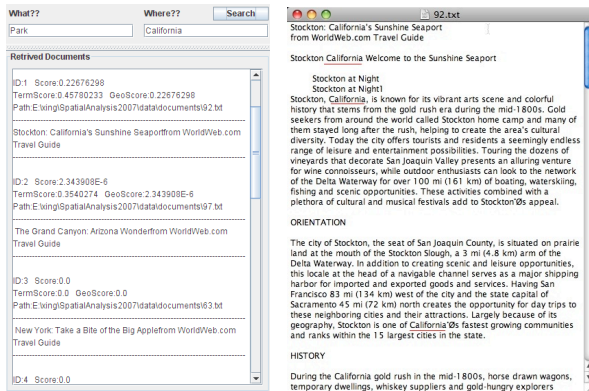 What??
Where??
Search
Park
California
Retrived Documents
ID:1 Score:0.22676298
TermScore:0.45780233 GeoScore:0.22676298
Path:E:\xing\SpatialAnalysis2007\data\documents\92.txt
Stockton: California's Sunshine Seaportfrom WorldWeb.com
Travel Guide
ID:2 Score:2.343908E-6
TermScore:0.3540274 GeoScore:2.343908E-6
Path:E:\xing\SpatialAnalysis2007\data\documents\97.txt
The Grand Canyon: Arizona Wonderfrom WorldWeb.com
Travel Guide
ID:3 Score:0.0
TermScore:0.0 GeoScore:0.0
Path:E:\xing\SpatialAnalysis2007\data\documents\63.txt
New York: Take a Bite of the Big Applefrom WorldWeb.com
Travel Guide
ID:4 Score:0.0
92.txt
Stockton: California's Sunshine Seaport
from WorldWeb.com Travel Guide
Stockton California Welcome to the Sunshine Seaport
Stockton at Night
Stockton at Night1
Stockton, California, is known for its vibrant arts scene and colorful
history that stems from the gold rush era during the mid-1800s. Gold
seekers from around the world called Stockton home camp and many of
them stayed long after the rush, helping to create the area's cultural
diversity. Today the city offers tourists and residents a seemingly endless
range of leisure and entertainment possibilities. Touring the dozens of
vineyards that decorate San Joaquin Valley presents an alluring venture
for wine connoisseurs, while outdoor enthusiasts can look to the network
of the Delta Waterway for over 100 mi (161 km) of boating, waterskiing,
fishing and scenic opportunities. These activities combined with a
plethora of cultural and musical festivals add to Stockton'Øs appeal.
ORIENTATION
The city of Stockton, the seat of San Joaquin County, is situated on prairie
land at the mouth of the Stockton Slough, a 3 mi (4.8 km) arm of the
Delta Waterway. In addition to creating scenic and leisure opportunities,
this locale at the head of a navigable channel serves as a major shipping
harbor for imported and exported goods and services. Having San
Francisco 83 mi (134 km) west of the city and the state capital of
Sacramento 45 mi (72 km) north creates the opportunity for day trips to
these neighboring cities and their attractions. Largely because of its
geography, Stockton is one of California'Øs fastest growing communities
and ranks within the 15 largest cities in the state.
HISTORY
During the California gold rush in the mid-1800s, horse drawn wagons,
temporary dwellings, whiskey suppliers and gold-hungry explorers